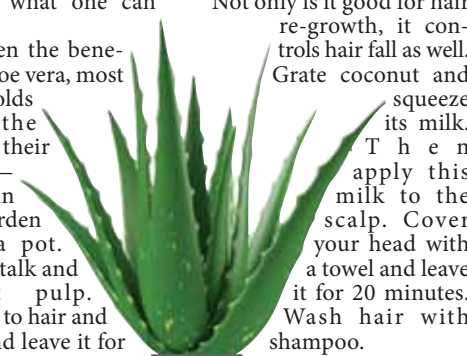 what one can
en the bene-
oe vera, most
olds
the
their
–
n
rden
a pot.
talk and
pulp.
to hair and
nd leave it for
Not only is it good for hair
re-growth, it con-
trols hair fall as well.
Grate coconut and
squeeze
its milk.
Then
apply this
milk to the
scalp. Cover
your head with
a towel and leave
it for 20 minutes.
Wash hair with
shampoo.